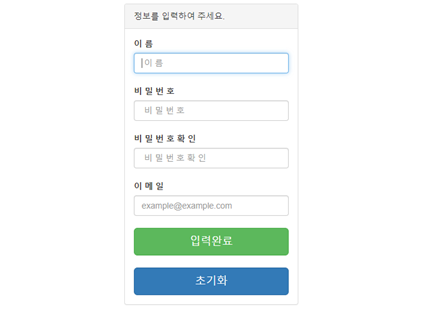 정보를 입력하여 주세요.
이 름
이 름
비 밀 번 호
비 밀 번 호
비 밀 번 호 확 인
비 밀 번 호 확 인
이 메 일
example@example.com
입력완료
초기화